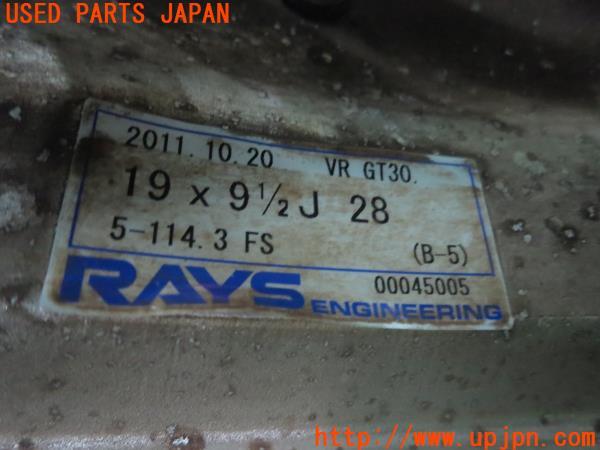 USED PARTS JAPAN
2011.10.20 VR GT30.
19 x 9½J 28
5-114.3 FS (B-5)
RAYS ENGINEERING 00045005
http://www.upjpn.com/